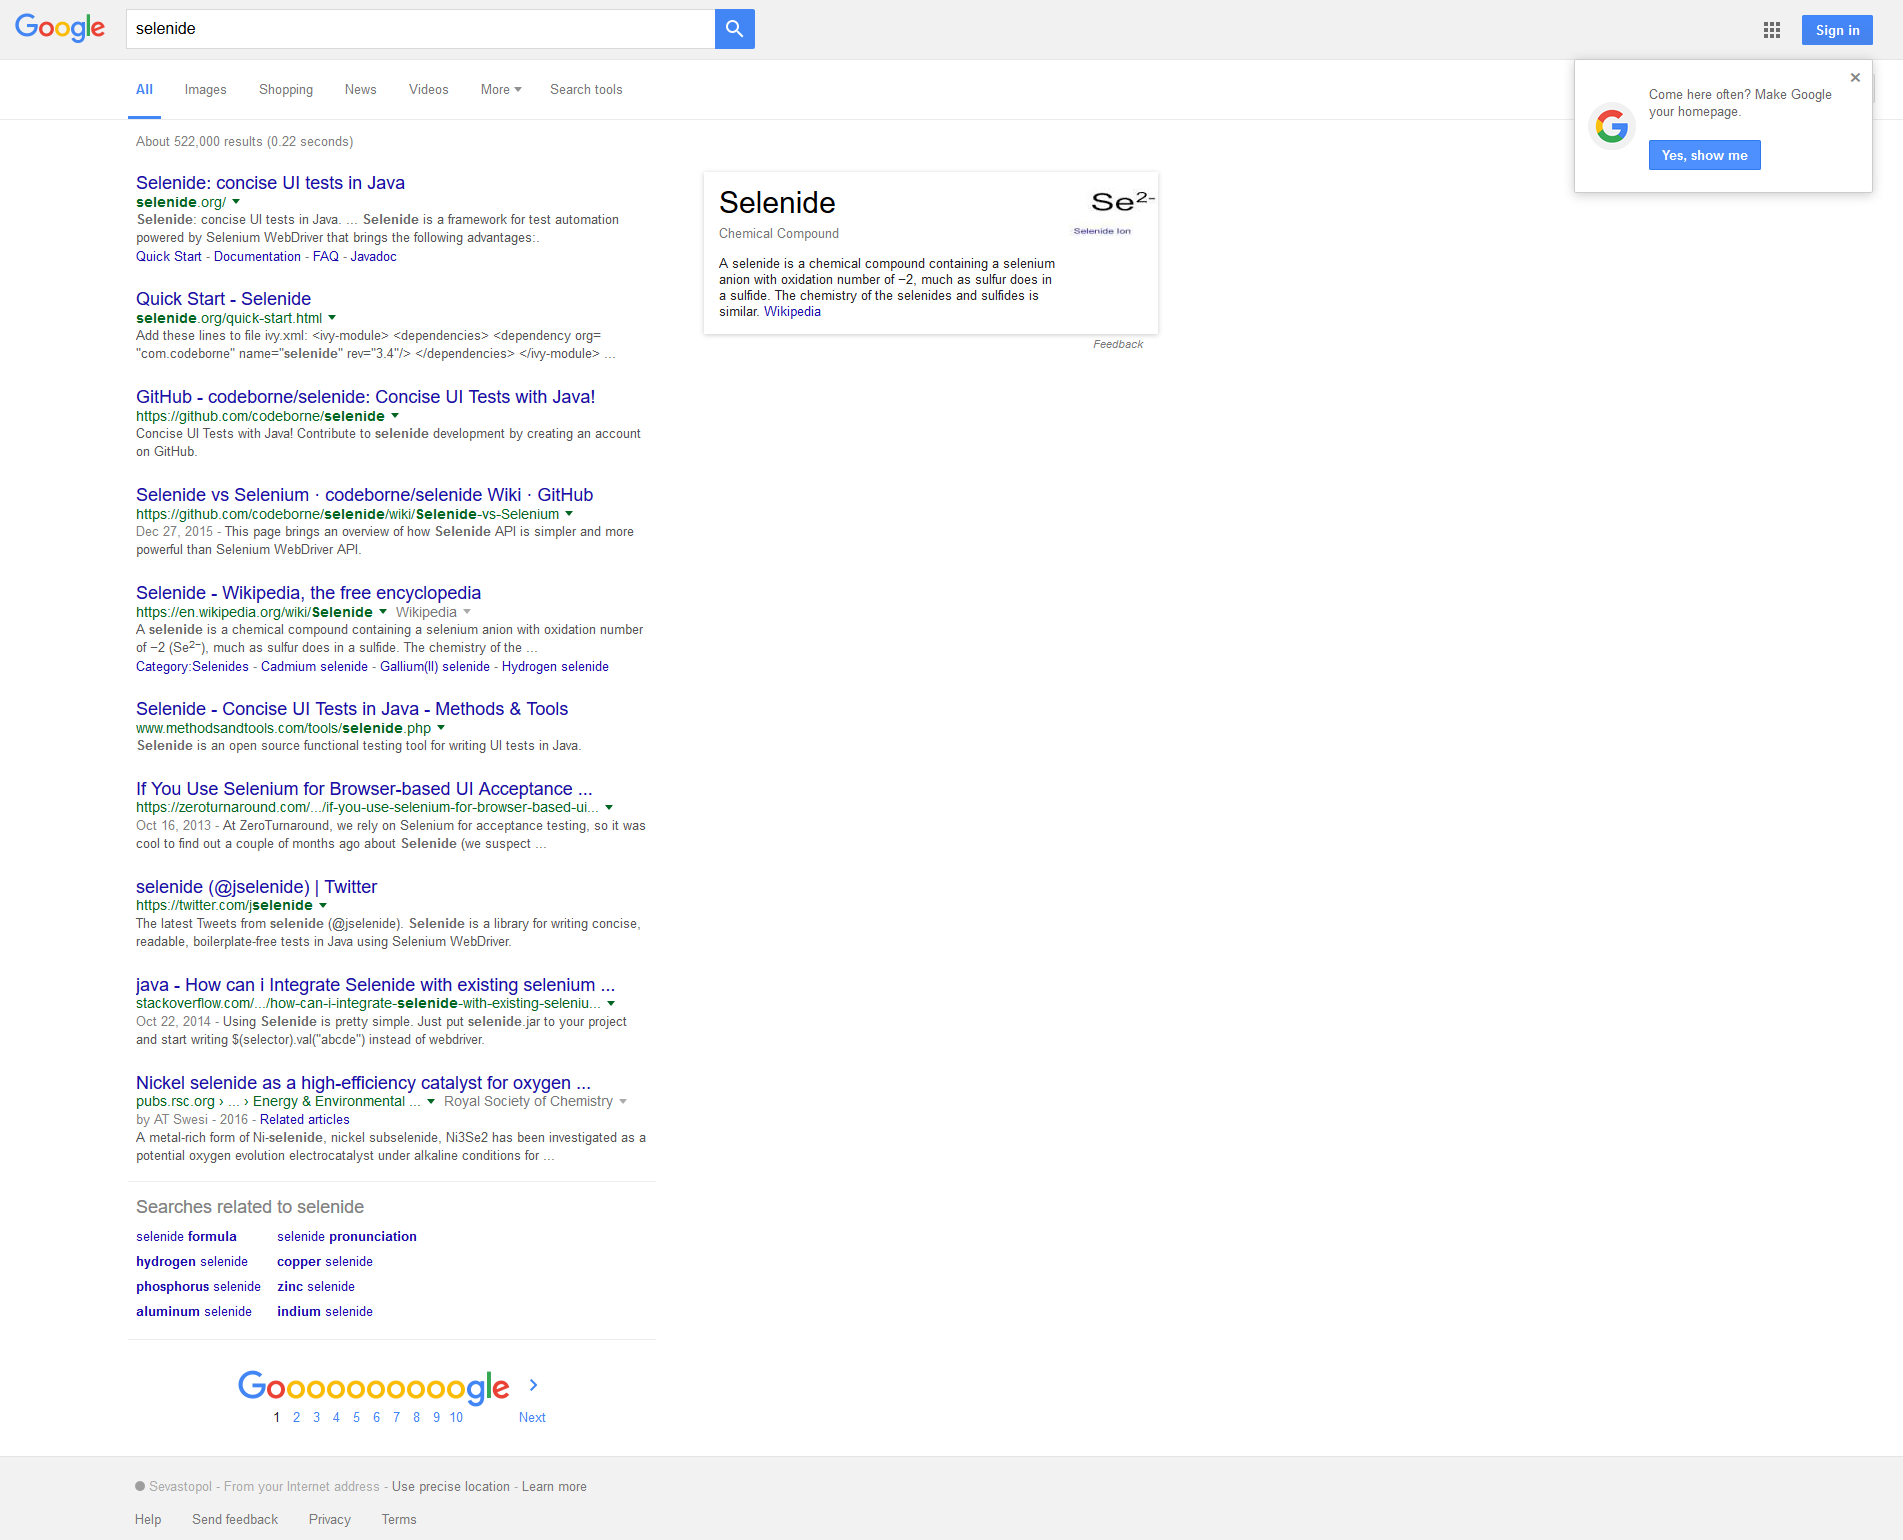 Google
selenide
Sign in
All Images Shopping News Videos More Search tools
Come here often? Make Google
your homepage.
Yes, show me
About 522,000 results (0.22 seconds)
Selenide: concise UI tests in Java
selenide.org/
Selenide: concise UI tests in Java. ... Selenide is a framework for test automation
powered by Selenium WebDriver that brings the following advantages:.
Quick Start - Documentation - FAQ - Javadoc
Quick Start - Selenide
selenide.org/quick-start.html
Add these lines to file ivy.xml: <ivy-module> <dependencies> <dependency org=
"com.codeborne" name="selenide" rev="3.4"/> </dependencies> </ivy-module> ...
GitHub - codeborne/selenide: Concise UI Tests with Java!
https://github.com/codeborne/selenide
Concise UI Tests with Java! Contribute to selenide development by creating an account
on GitHub.
Selenide vs Selenium · codeborne/selenide Wiki · GitHub
https://github.com/codeborne/selenide/wiki/Selenide-vs-Selenium
Dec 27, 2015 - This page brings an overview of how Selenide API is simpler and more
powerful than Selenium WebDriver API.
Selenide - Wikipedia, the free encyclopedia
https://en.wikipedia.org/wiki/Selenide Wikipedia
A selenide is a chemical compound containing a selenium anion with oxidation number
of −2 (Se²⁻), much as sulfur does in a sulfide. The chemistry of the ...
Category:Selenides - Cadmium selenide - Gallium(II) selenide - Hydrogen selenide
Selenide - Concise UI Tests in Java - Methods & Tools
www.methodsandtools.com/tools/selenide.php
Selenide is an open source functional testing tool for writing UI tests in Java.
If You Use Selenium for Browser-based UI Acceptance ...
https://zeroturnaround.com/.../if-you-use-selenium-for-browser-based-ui...
Oct 16, 2013 - At ZeroTurnaround, we rely on Selenium for acceptance testing, so it was
cool to find out a couple of months ago about Selenide (we suspect ...
selenide (@jselenide) | Twitter
https://twitter.com/jselenide
The latest Tweets from selenide (@jselenide). Selenide is a library for writing concise,
readable, boilerplate-free tests in Java using Selenium WebDriver.
java - How can i Integrate Selenide with existing selenium ...
stackoverflow.com/.../how-can-i-integrate-selenide-with-existing-seleniu...
Oct 22, 2014 - Using Selenide is pretty simple. Just put selenide.jar to your project
and start writing $(selector).val("abcde") instead of webdriver.
Nickel selenide as a high-efficiency catalyst for oxygen ...
pubs.rsc.org › ... › Energy & Environmental ... Royal Society of Chemistry
by AT Swesi - 2016 - Related articles
A metal-rich form of Ni-selenide, nickel subselenide, Ni3Se2 has been investigated as a
potential oxygen evolution electrocatalyst under alkaline conditions for ...
Selenide
Chemical Compound
Se²⁻
Selenide Ion
A selenide is a chemical compound containing a selenium
anion with oxidation number of −2, much as sulfur does in
a sulfide. The chemistry of the selenides and sulfides is
similar. Wikipedia
Feedback
Searches related to selenide
selenide formula selenide pronunciation
hydrogen selenide copper selenide
phosphorus selenide zinc selenide
aluminum selenide indium selenide
Goooooooooogle
1 2 3 4 5 6 7 8 9 10 Next
Sevastopol - From your Internet address - Use precise location - Learn more
Help Send feedback Privacy Terms